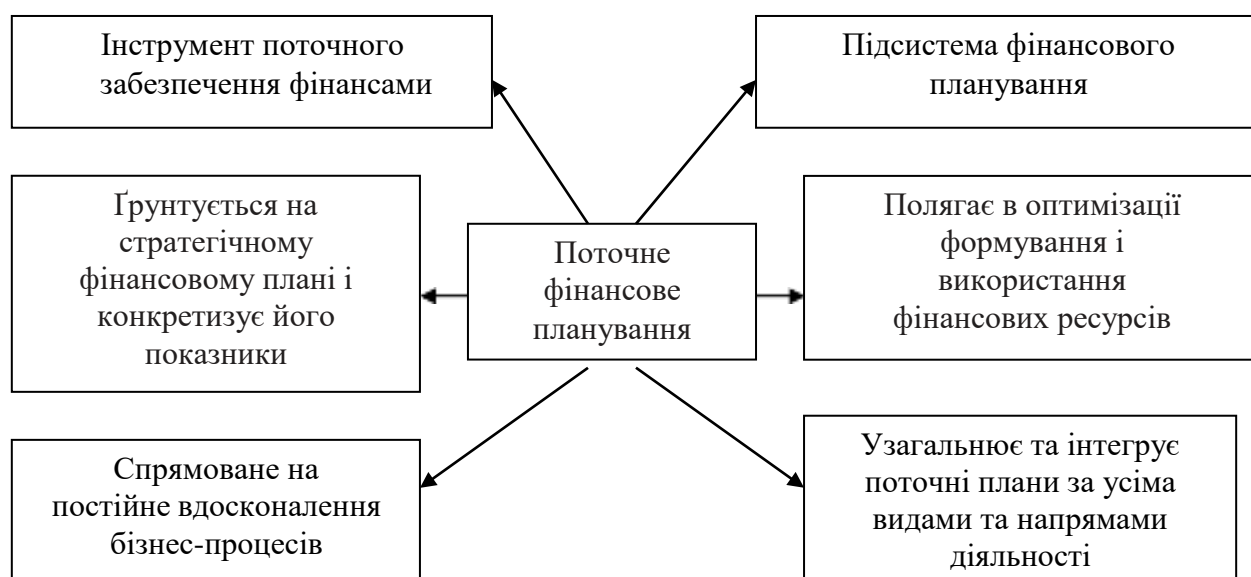 Інструмент поточного
забезпечення фінансами
Підсистема фінансового
планування
Ґрунтується на
стратегічному
фінансовому плані і
конкретизує його
показники
Поточне
фінансове
планування
Полягає в оптимізації
формування і
використання
фінансових ресурсів
Спрямоване на
постійне вдосконалення
бізнес-процесів
Узагальнює та інтегрує
поточні плани за усіма
видами та напрямами
діяльності